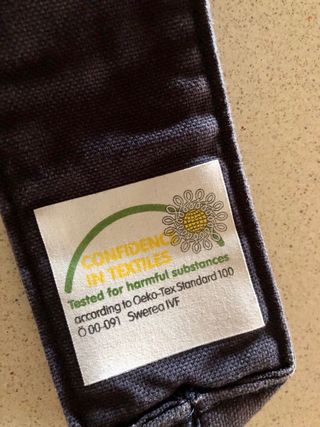 CONFIDENCE
IN TEXTILES
Tested for harmful substances
according to Oeko-Tex Standard 100
Ö 00-091 Swerea IVF